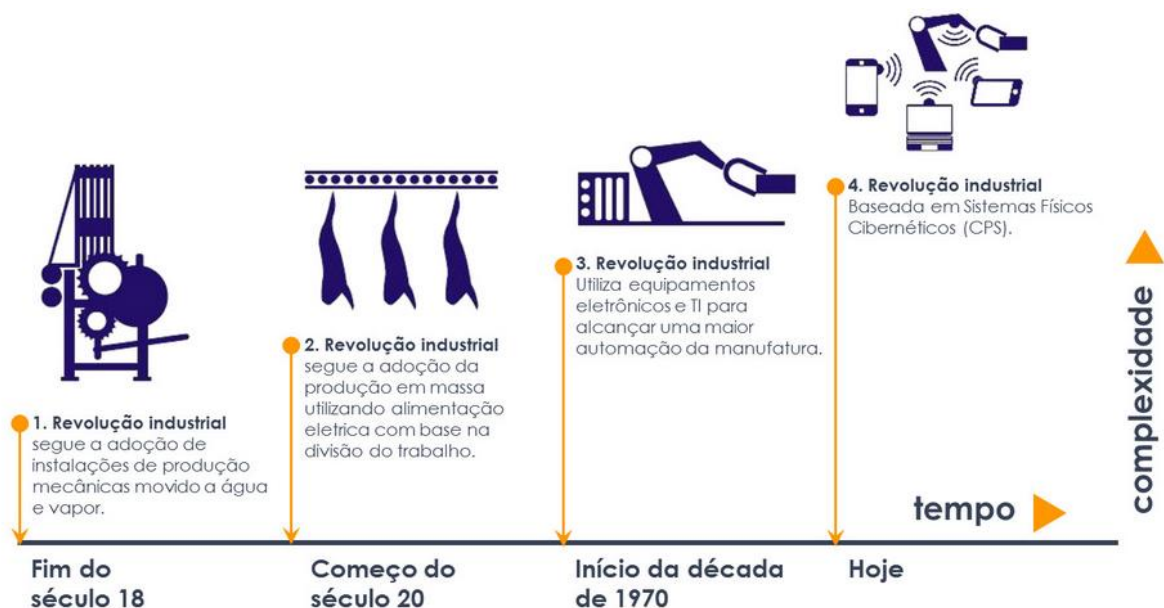 1. Revolução industrial
segue a adoção de
instalações de produção
mecânicas movido a água
e vapor.
2. Revolução industrial
segue a adoção da
produção em massa
utilizando alimentação
eletrica com base na
divisão do trabalho.
3. Revolução industrial
Utiliza equipamentos
eletrônicos e TI para
alcançar uma maior
automação da manufatura.
4. Revolução industrial
Baseada em Sistemas Físicos
Cibernéticos (CPS).
complexidade
tempo
Fim do
século 18
Começo do
século 20
Início da década
de 1970
Hoje